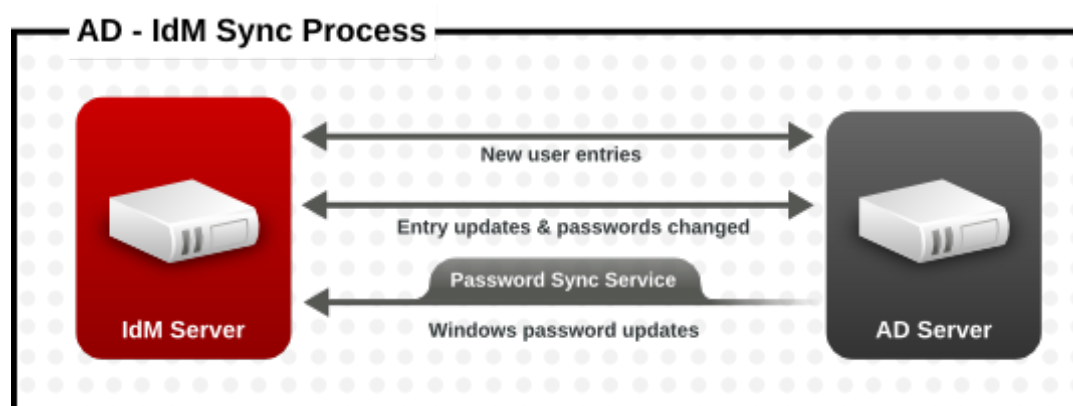 AD - IdM Sync Process
New user entries
Entry updates & passwords changed
Password Sync Service
Windows password updates
IdM Server
AD Server